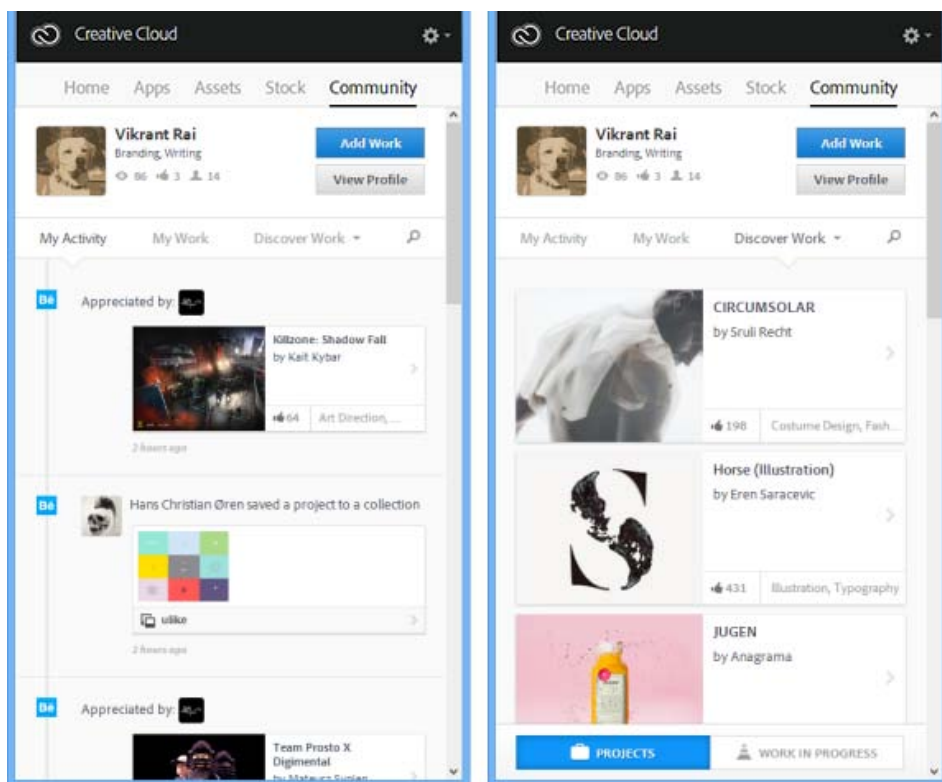 Creative Cloud
Home Apps Assets Stock Community
Vikrant Rai
Branding, Writing
86 3 14
Add Work
View Profile
My Activity My Work Discover Work
Bē
Appreciated by:
Killzone: Shadow Fall
by Kait Kybar
64 Art Direction, ...
2 hours ago
Bē
Hans Christian Øren saved a project to a collection
ulike
2 hours ago
Bē
Appreciated by:
Team Prosto X
Digimental
Creative Cloud
Home Apps Assets Stock Community
Vikrant Rai
Branding, Writing
86 3 14
Add Work
View Profile
My Activity My Work Discover Work
CIRCUMSOLAR
by Sruli Recht
198 Costume Design, Fash...
Horse (Illustration)
by Eren Saracevic
431 Illustration, Typography
JUGEN
by Anagrama
PROJECTS WORK IN PROGRESS